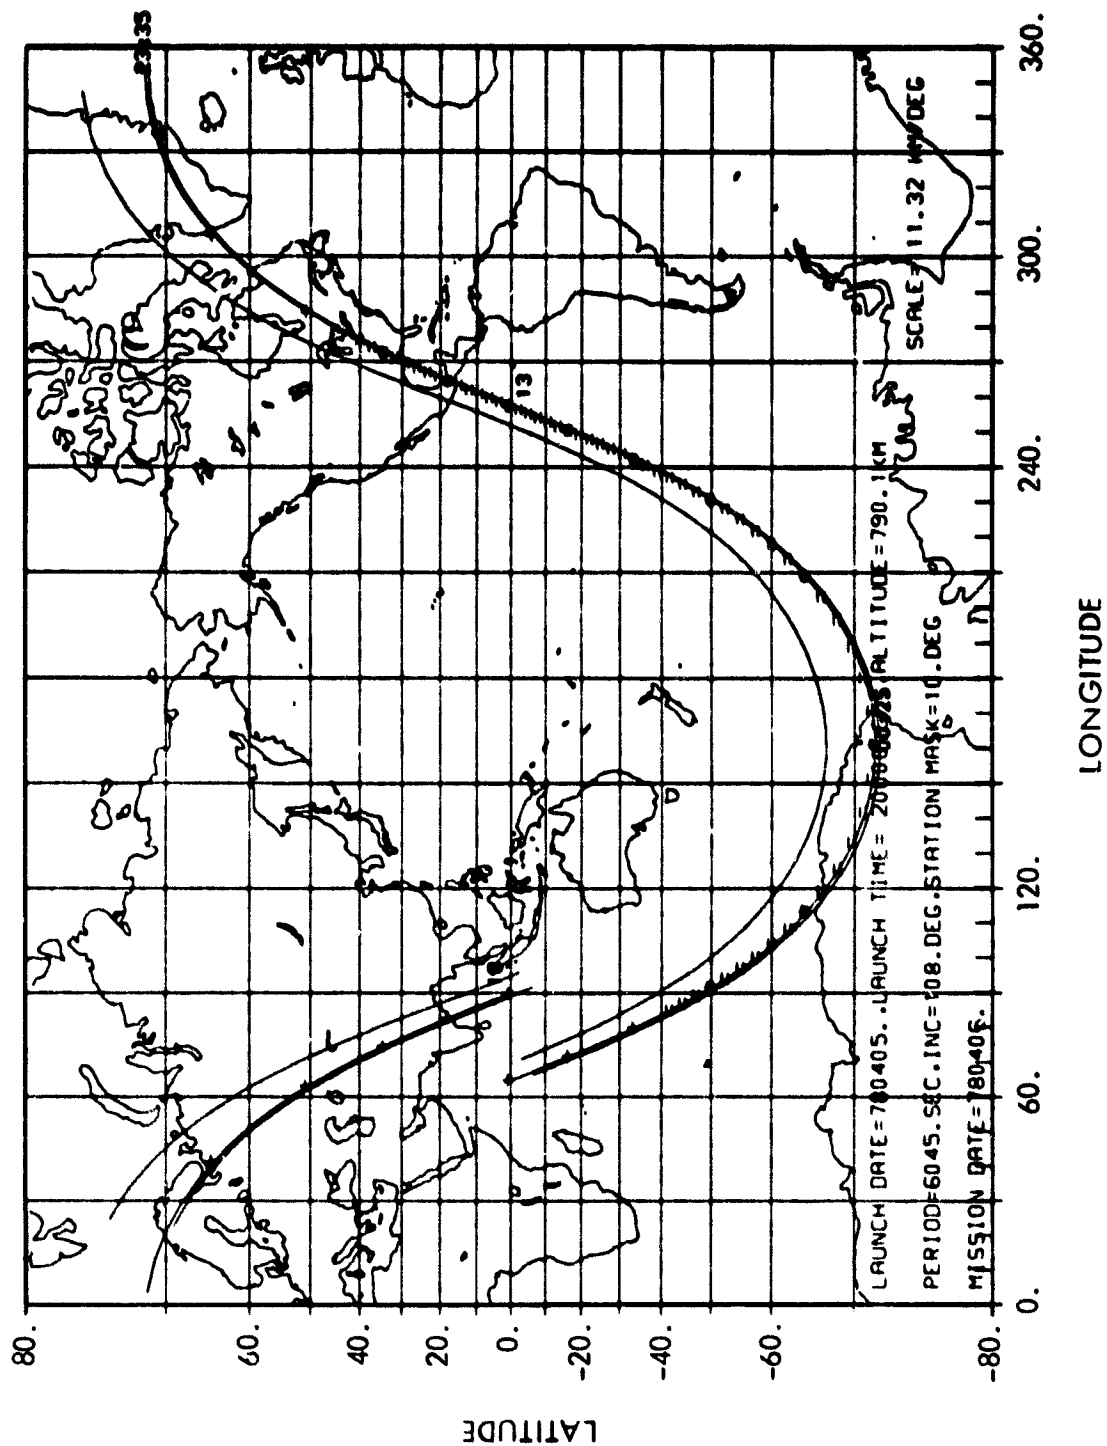 LATITUDE
80.
60.
40.
20.
0.
-20.
-40.
-60.
-80.
13
LAUNCH DATE=780405..LAUNCH TIME= ALTITUDE=790.1KM
PERIOD=6045.SEC.INC=108.DEG.STATION MASK=10.DEG
MISSION DATE=780406.
SCALE= 11.32 KM/DEG
0.
60.
120.
240.
300.
360.
LONGITUDE